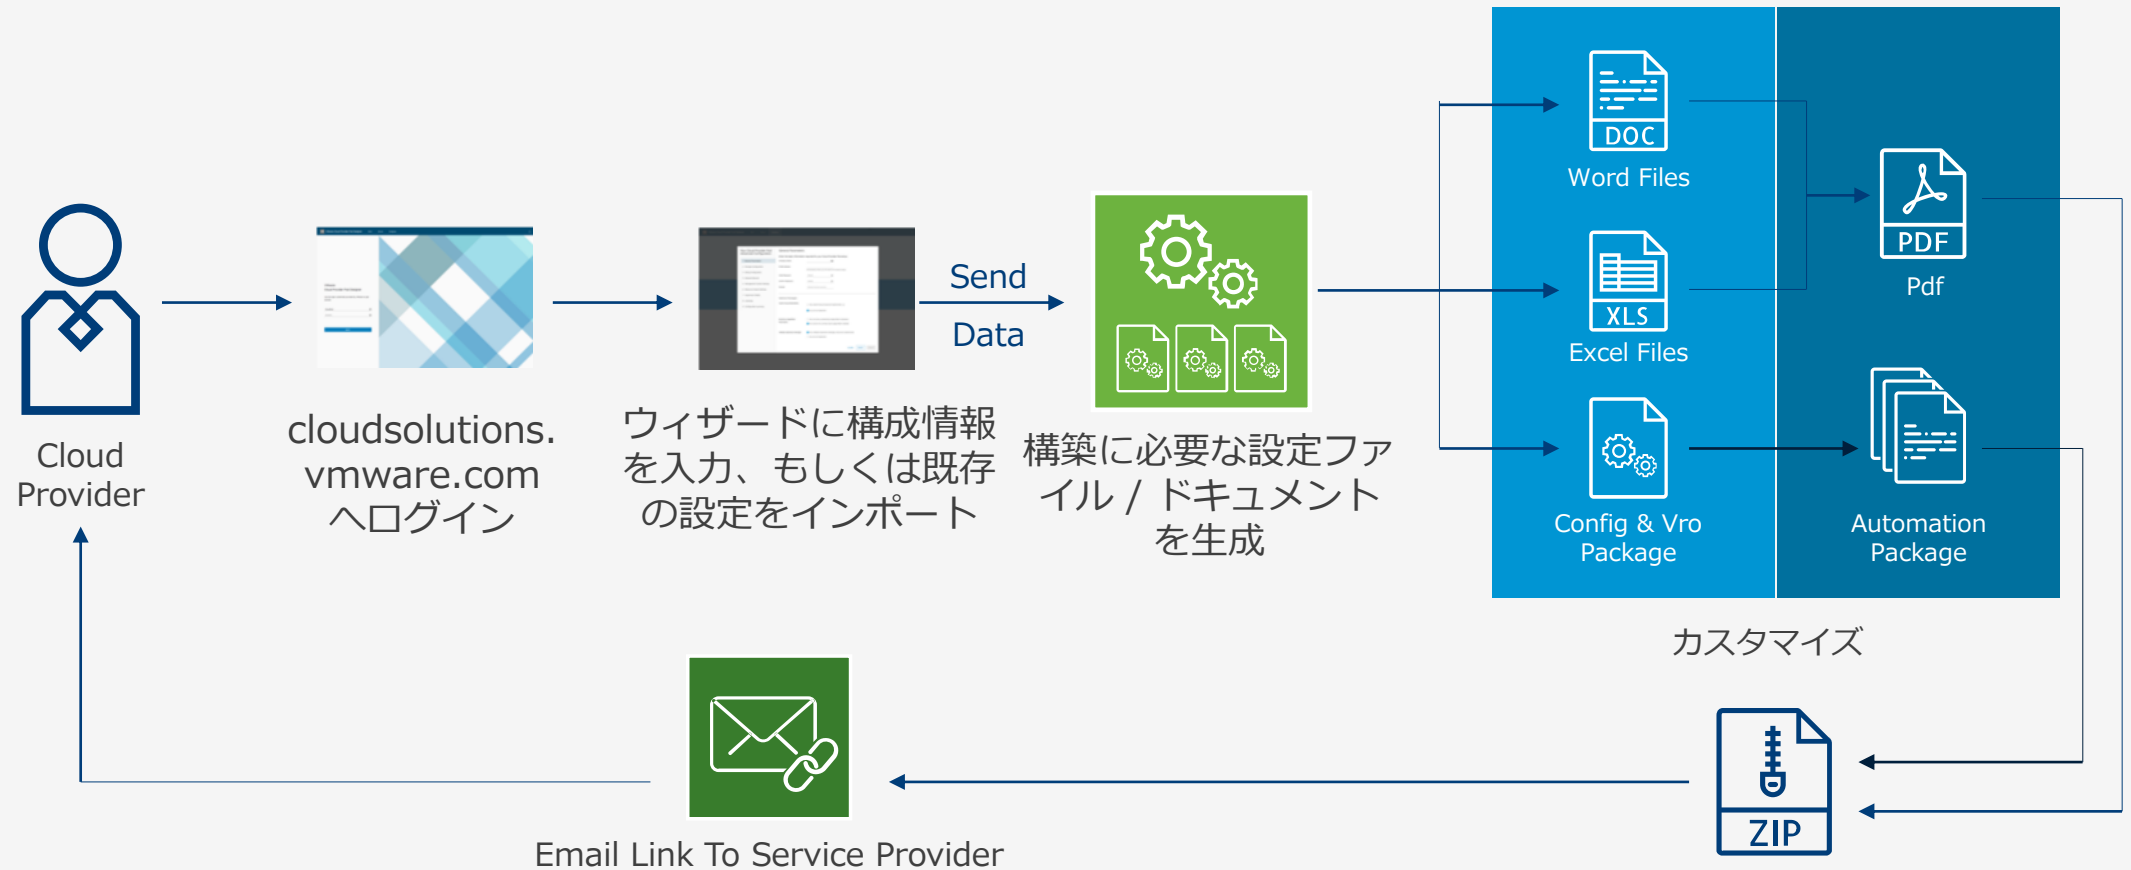 Cloud
Provider
cloudsolutions.
vmware.com
へログイン
ウィザードに構成情報
を入力、もしくは既存
の設定をインポート
Send
Data
構築に必要な設定ファ
イル / ドキュメント
を生成
DOC
Word Files
XLS
Excel Files
Config & Vro
Package
PDF
Pdf
Automation
Package
カスタマイズ
ZIP
Email Link To Service Provider